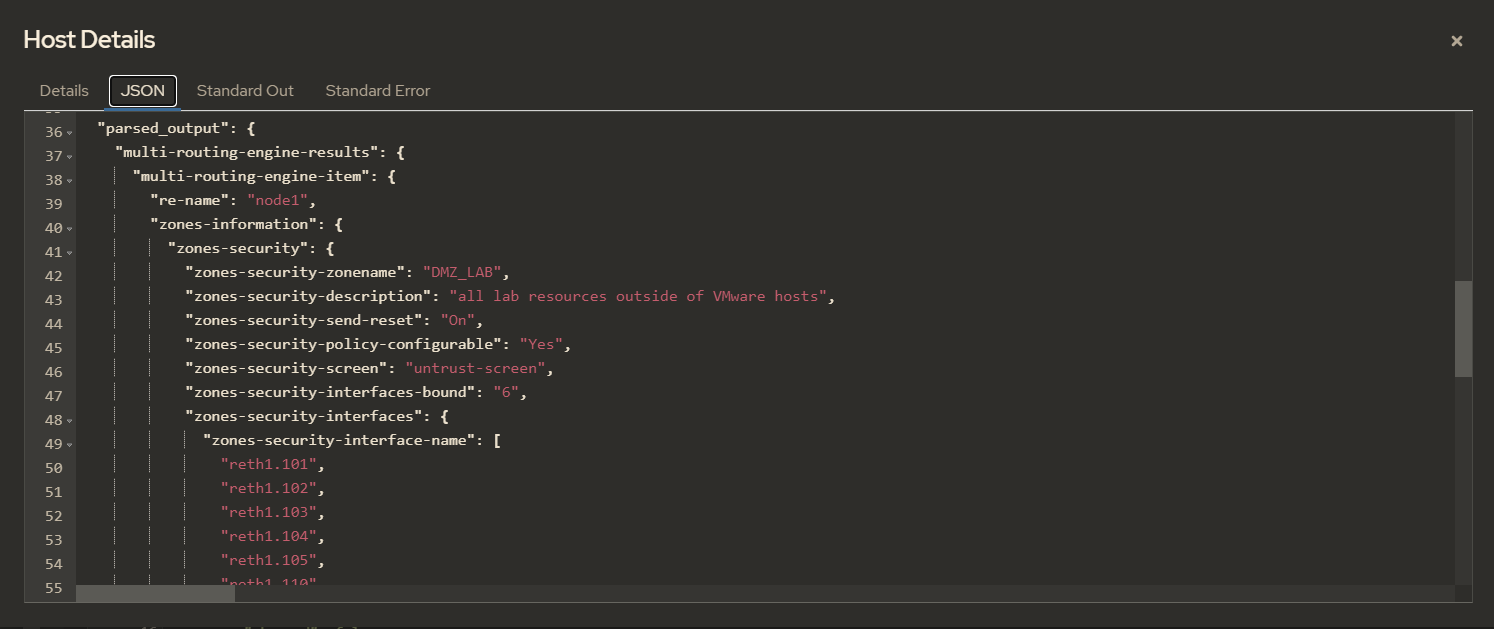 Host Details
×
Details JSON Standard Out Standard Error
36 "parsed_output": {
37 "multi-routing-engine-results": {
38 "multi-routing-engine-item": {
39 "re-name": "node1",
40 "zones-information": {
41 "zones-security": {
42 "zones-security-zonename": "DMZ_LAB",
43 "zones-security-description": "all lab resources outside of VMware hosts",
44 "zones-security-send-reset": "On",
45 "zones-security-policy-configurable": "Yes",
46 "zones-security-screen": "untrust-screen",
47 "zones-security-interfaces-bound": "6",
48 "zones-security-interfaces": {
49 "zones-security-interface-name": [
50 "reth1.101",
51 "reth1.102",
52 "reth1.103",
53 "reth1.104",
54 "reth1.105",
55 "reth1.110"